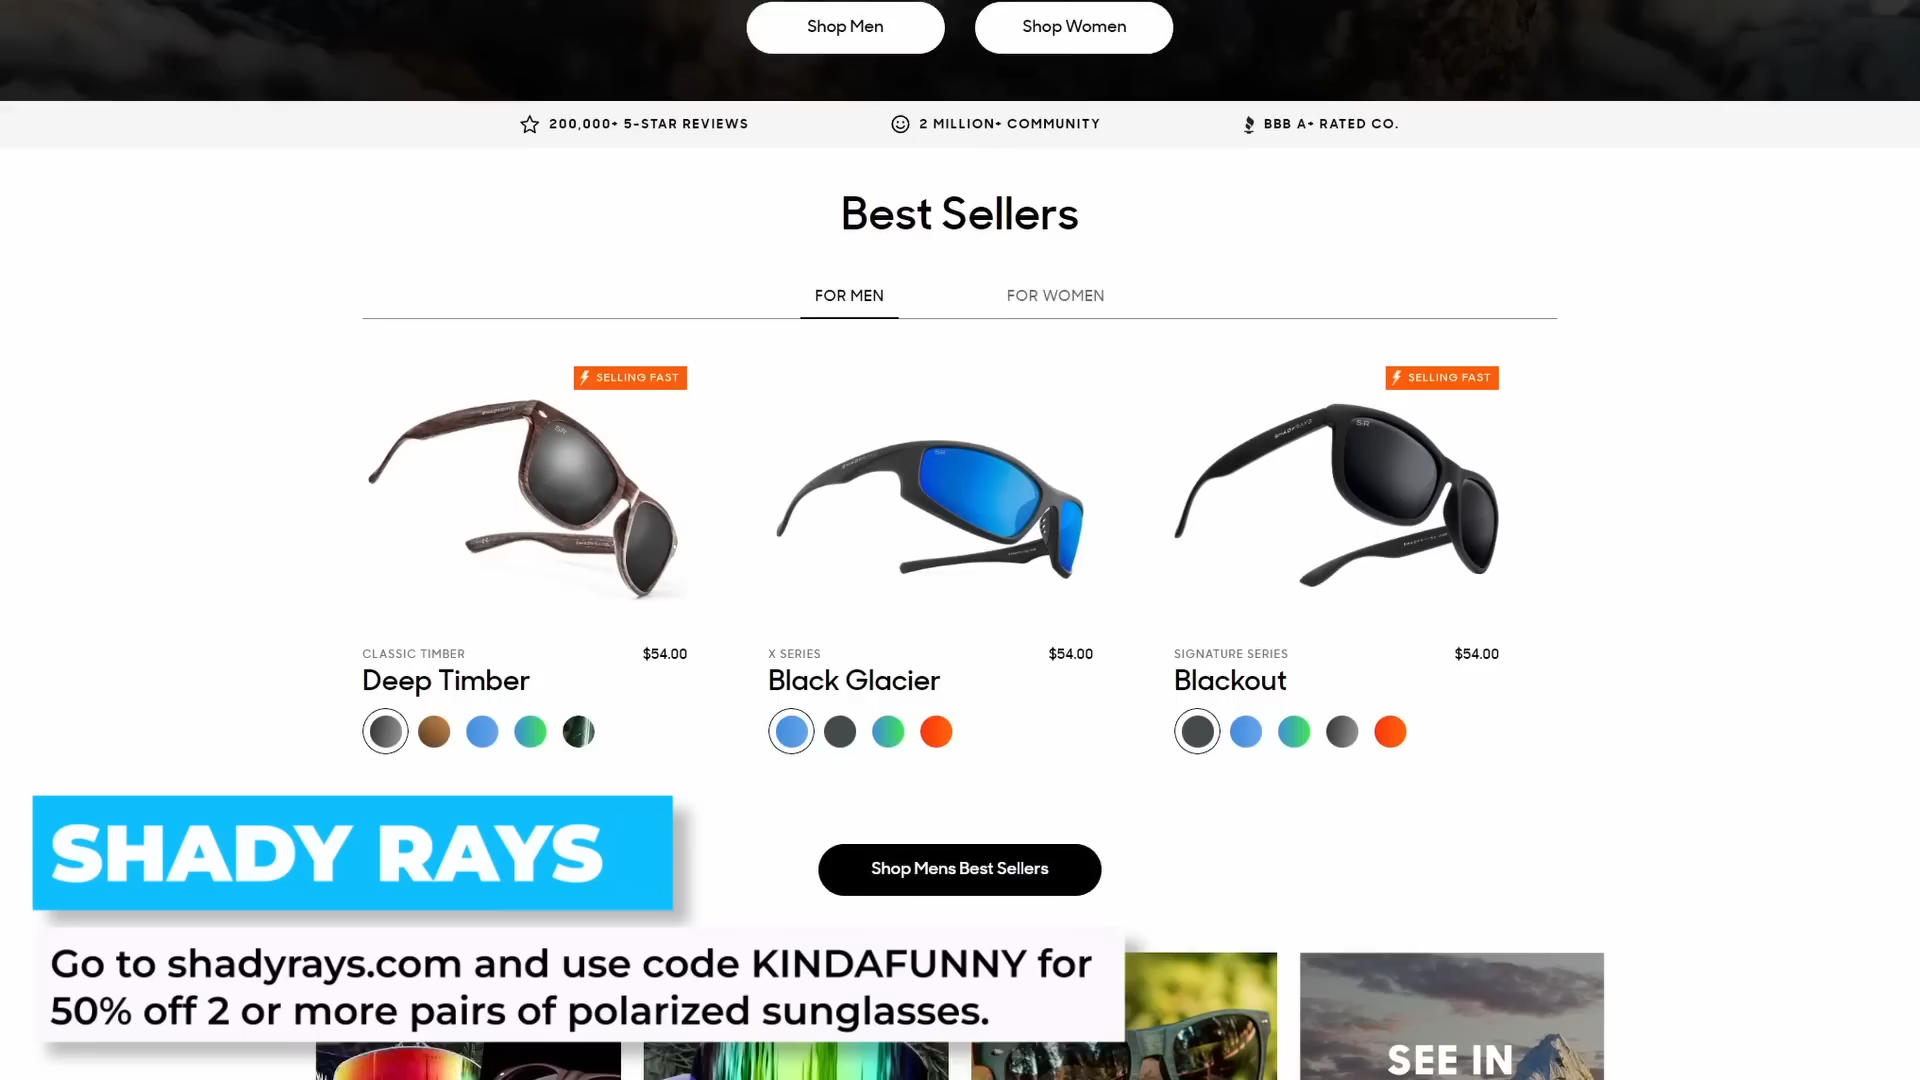 Shop Men
Shop Women
200,000+ 5-STAR REVIEWS
2 MILLION+ COMMUNITY
BBB A+ RATED CO.
Best Sellers
FOR MEN
FOR WOMEN
SELLING FAST
SELLING FAST
CLASSIC TIMBER
$54.00
Deep Timber
X SERIES
$54.00
Black Glacier
SIGNATURE SERIES
$54.00
Blackout
Shop Mens Best Sellers
SHADY RAYS
Go to shadyrays.com and use code KINDAFUNNY for
50% off 2 or more pairs of polarized sunglasses.
SEE IN